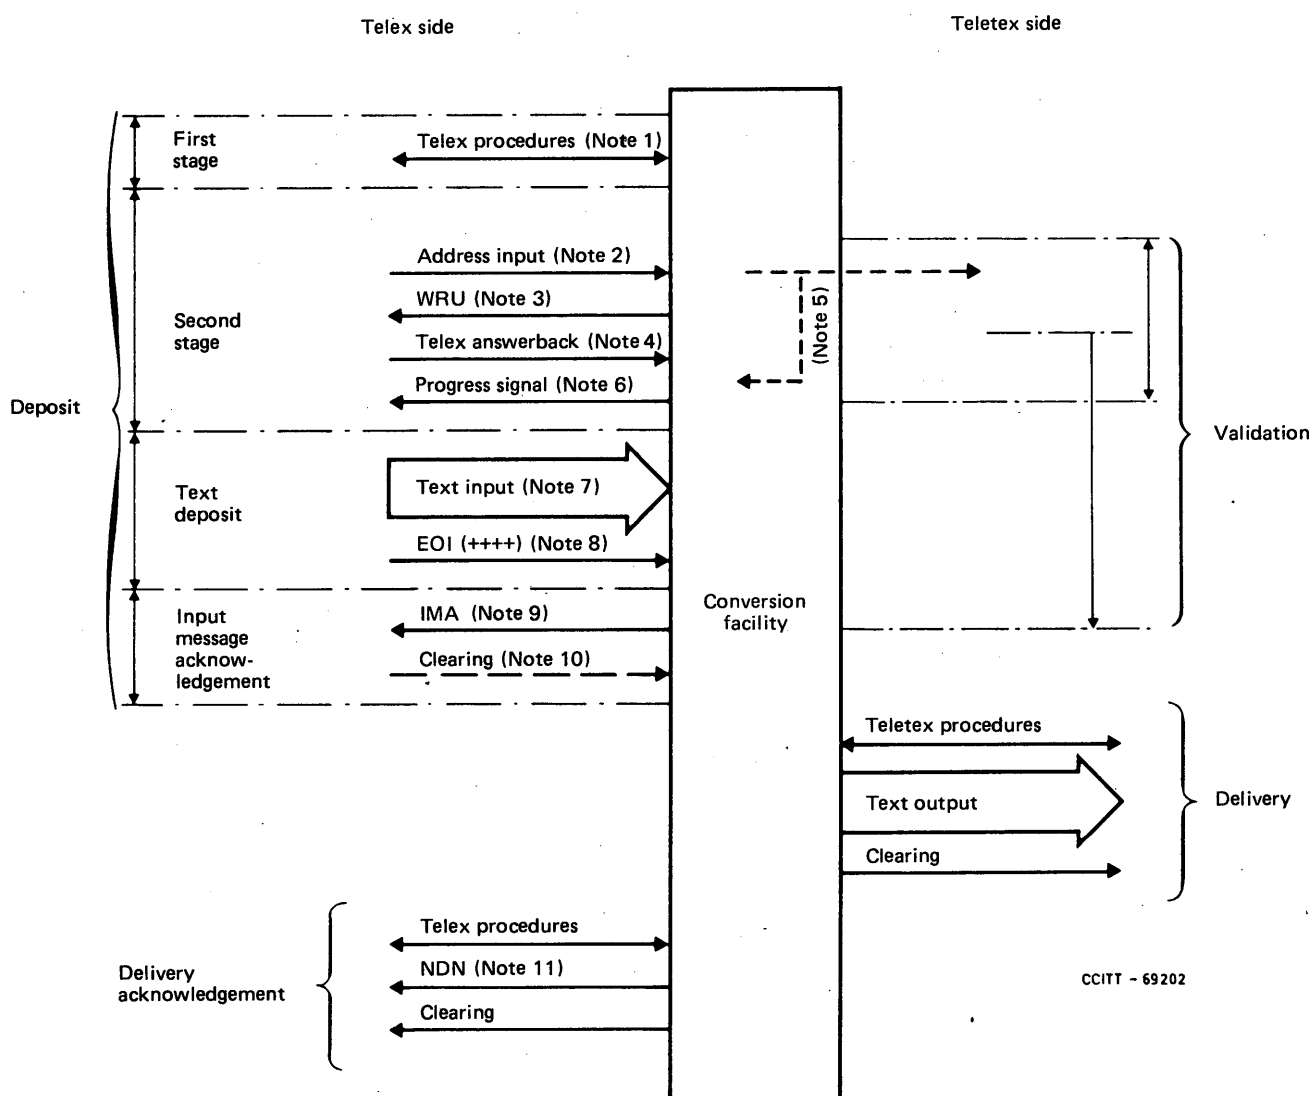 Telex side
Teletex side
First
stage
Telex procedures (Note 1)
Second
stage
Address input (Note 2)
WRU (Note 3)
Telex answerback (Note 4)
Progress signal (Note 6)
(Note 5)
Deposit
Validation
Text
deposit
Text input (Note 7)
EOI (++++) (Note 8)
Input
message
acknow-
ledgement
IMA (Note 9)
Clearing (Note 10)
Conversion
facility
Teletex procedures
Text output
Clearing
Delivery
Delivery
acknowledgement
Telex procedures
NDN (Note 11)
Clearing
CCITT - 69202